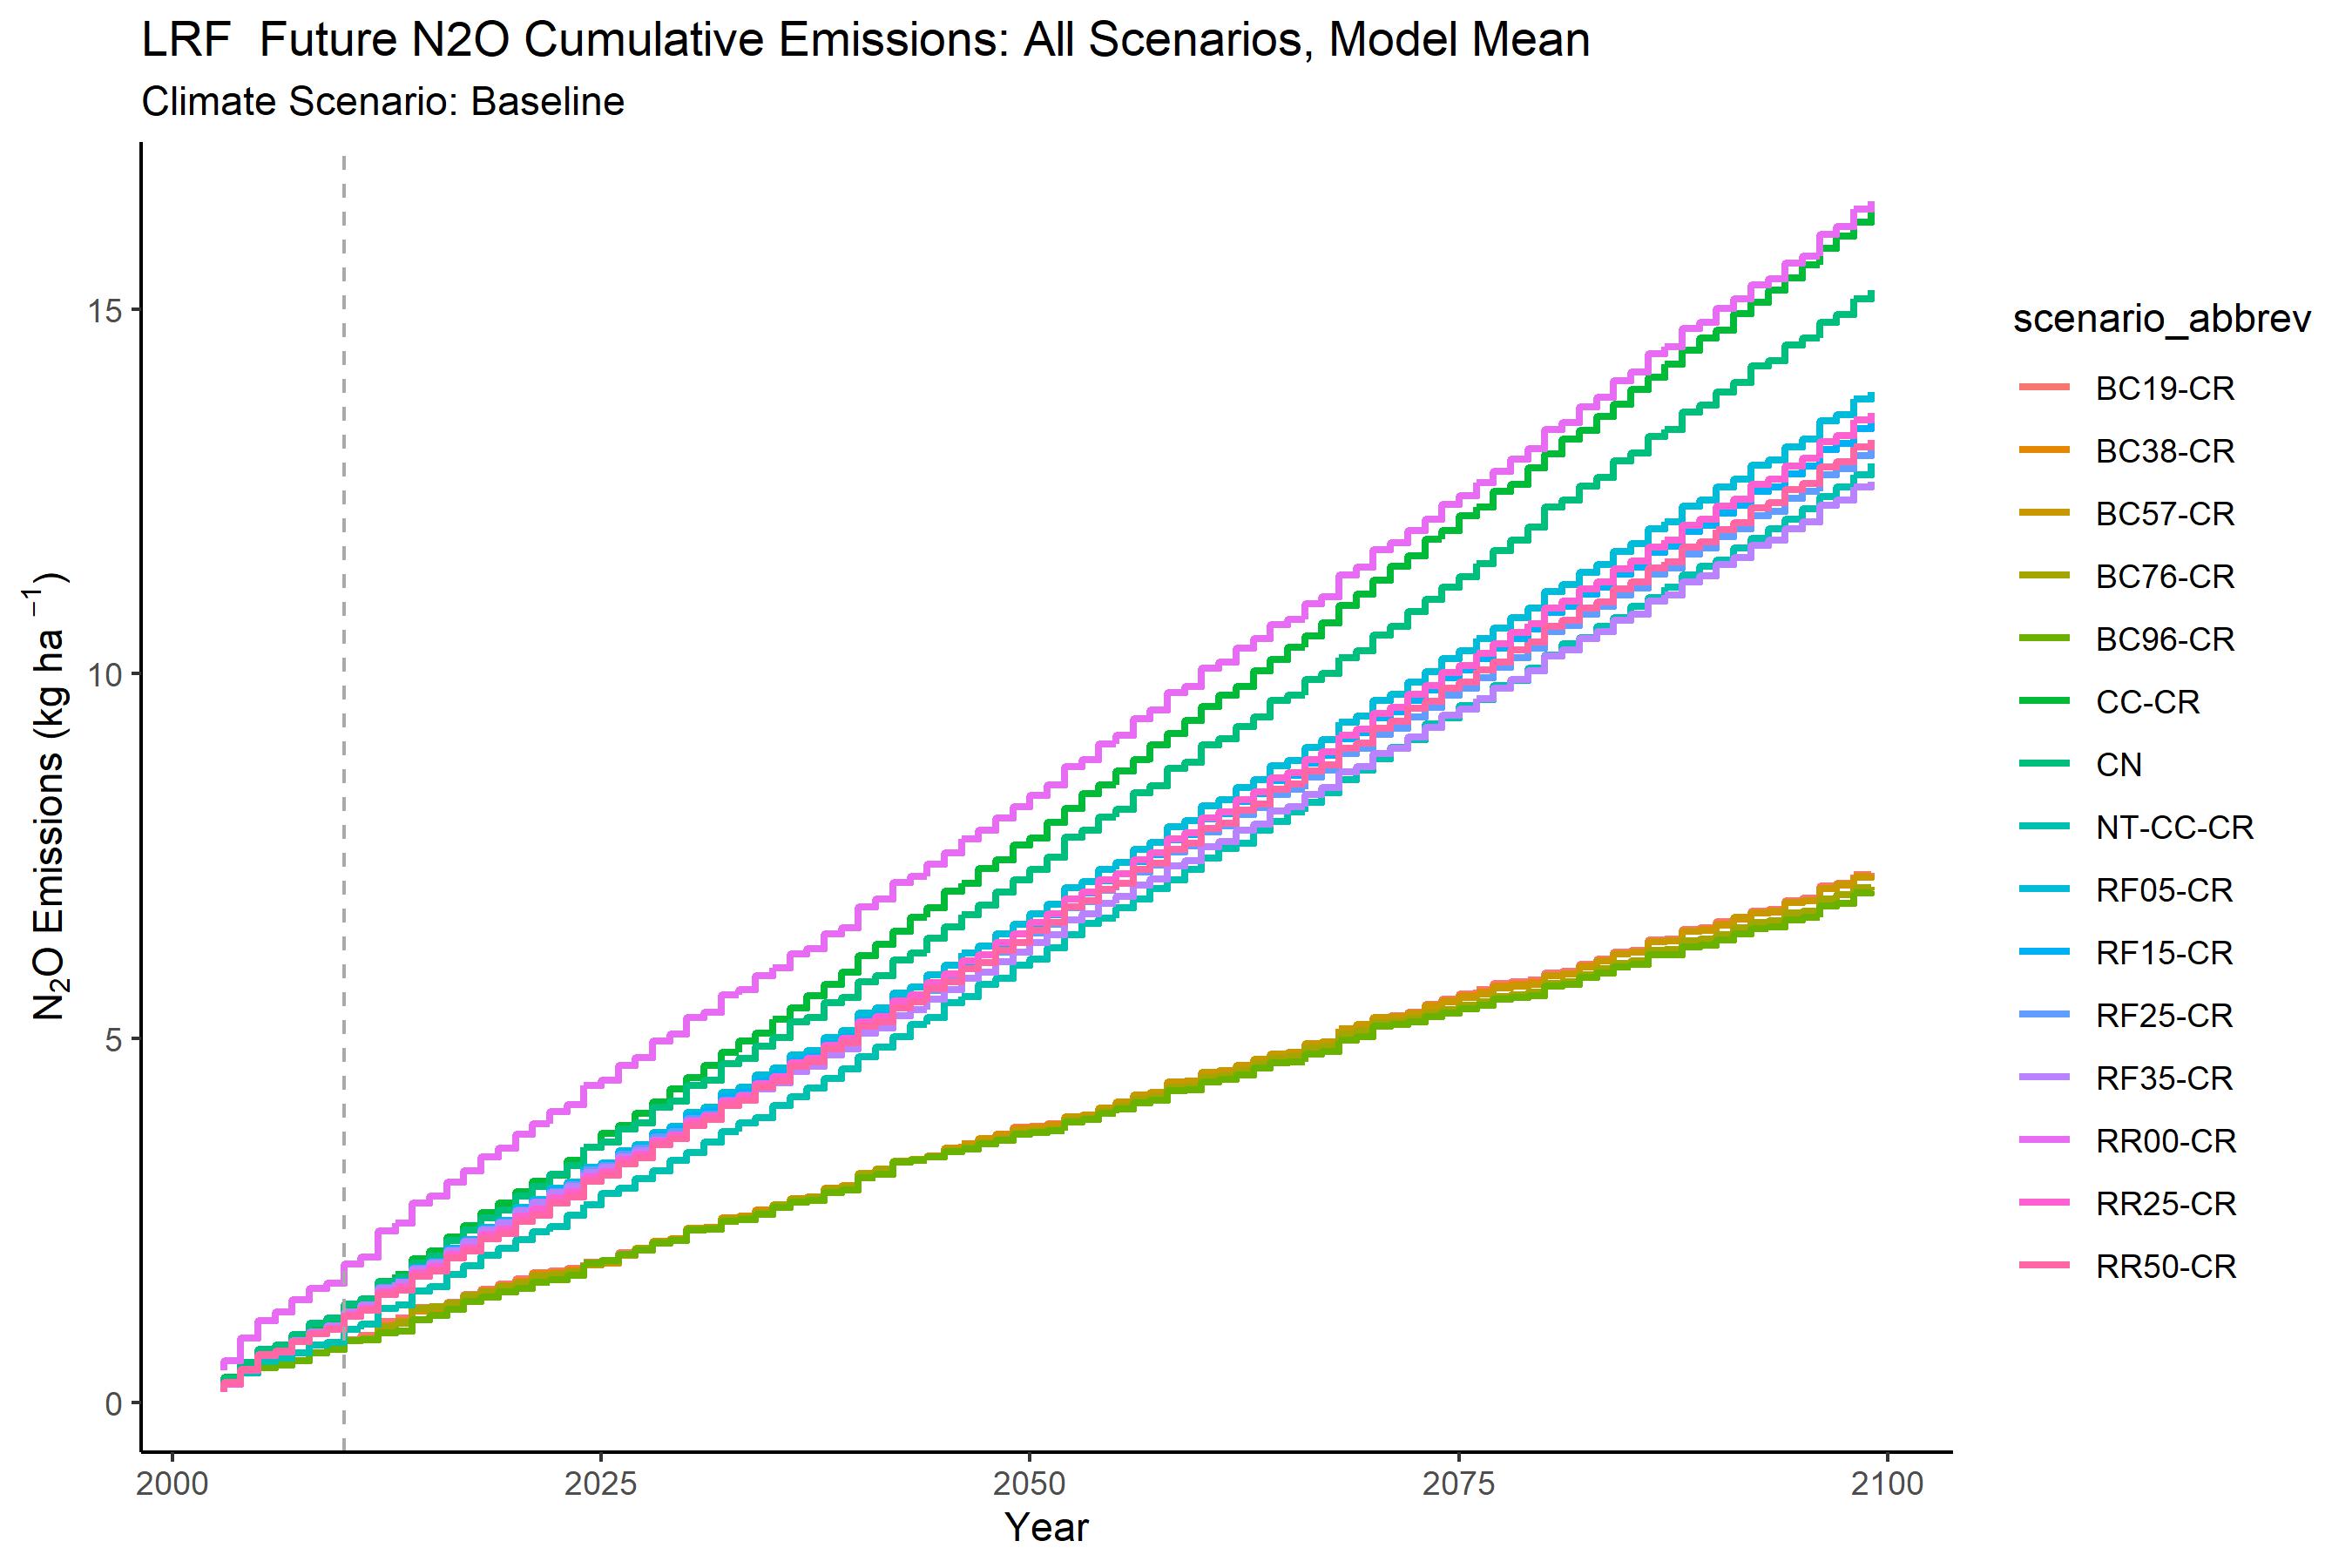 LRF  Future N2O Cumulative Emissions: All Scenarios, Model Mean
Climate Scenario: Baseline
N₂O Emissions (kg ha ⁻¹)
15
10
5
0
2000
2025
2050
2075
2100
Year
scenario_abbrev
BC19-CR
BC38-CR
BC57-CR
BC76-CR
BC96-CR
CC-CR
CN
NT-CC-CR
RF05-CR
RF15-CR
RF25-CR
RF35-CR
RR00-CR
RR25-CR
RR50-CR